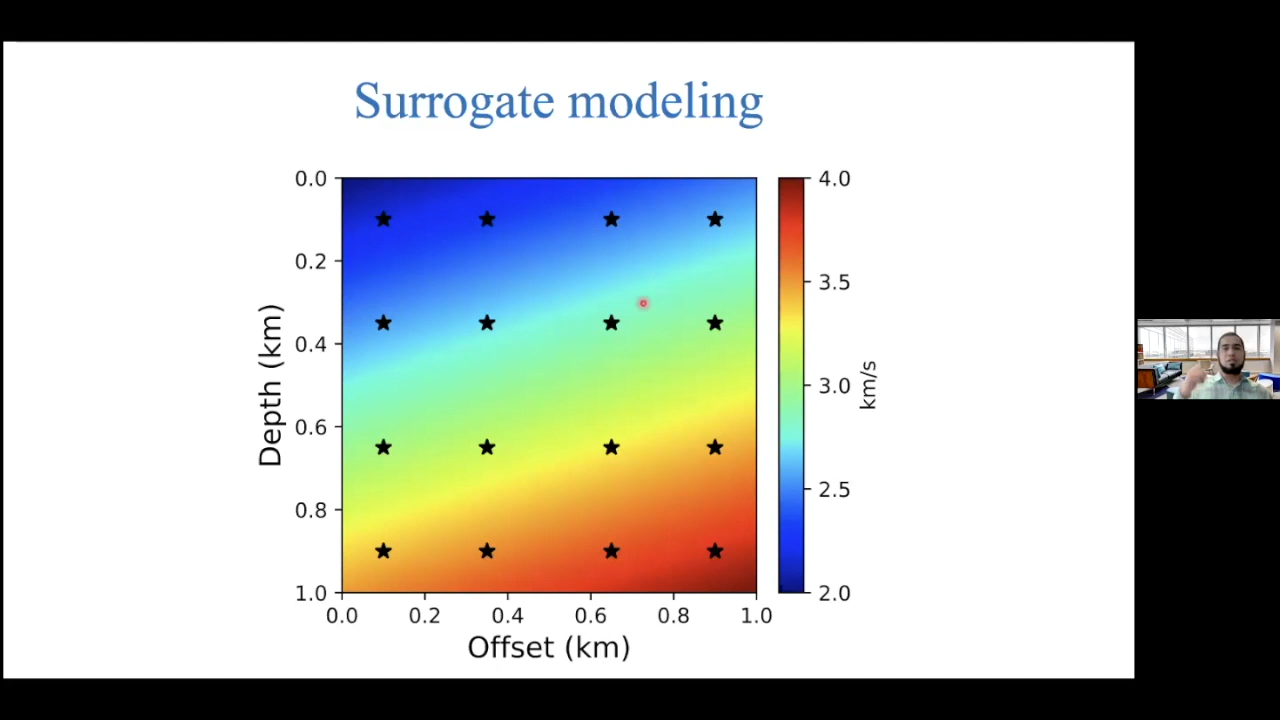 Surrogate modeling
0.0
0.2
0.4
0.6
0.8
1.0
Depth (km)
0.0 0.2 0.4 0.6 0.8 1.0
Offset (km)
4.0
3.5
3.0
2.5
2.0
km/s